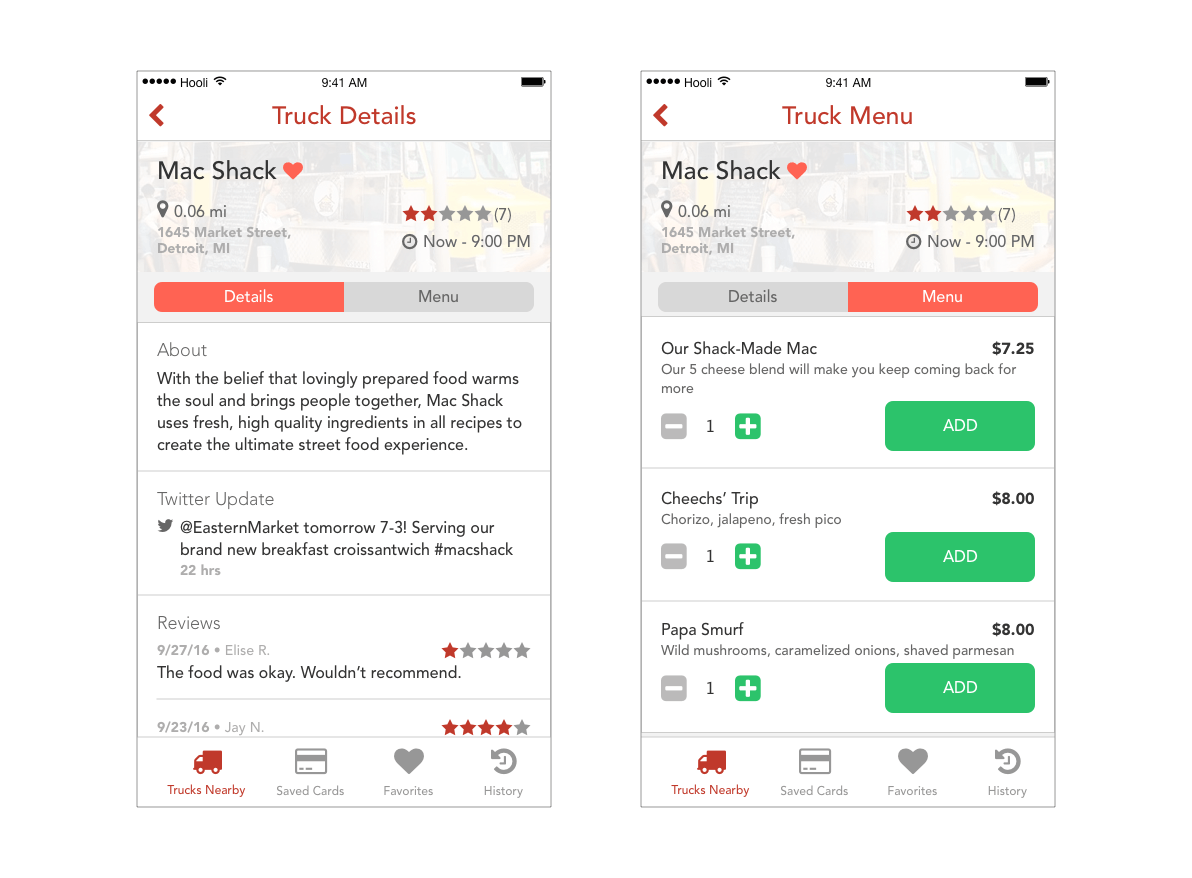 Hooli 9:41 AM
Truck Details
Mac Shack
0.06 mi
1645 Market Street,
Detroit, MI
(7)
Now - 9:00 PM
Details Menu
About
With the belief that lovingly prepared food warms
the soul and brings people together, Mac Shack
uses fresh, high quality ingredients in all recipes to
create the ultimate street food experience.
Twitter Update
@EasternMarket tomorrow 7-3! Serving our
brand new breakfast croissantwich #macshack
22 hrs
Reviews
9/27/16 • Elise R.
The food was okay. Wouldn’t recommend.
9/23/16 • Jay N.
Trucks Nearby Saved Cards Favorites History
Hooli 9:41 AM
Truck Menu
Mac Shack
0.06 mi
1645 Market Street,
Detroit, MI
(7)
Now - 9:00 PM
Details Menu
Our Shack-Made Mac $7.25
Our 5 cheese blend will make you keep coming back for
more
1 ADD
Cheechs’ Trip $8.00
Chorizo, jalapeno, fresh pico
1 ADD
Papa Smurf $8.00
Wild mushrooms, caramelized onions, shaved parmesan
1 ADD
Trucks Nearby Saved Cards Favorites History